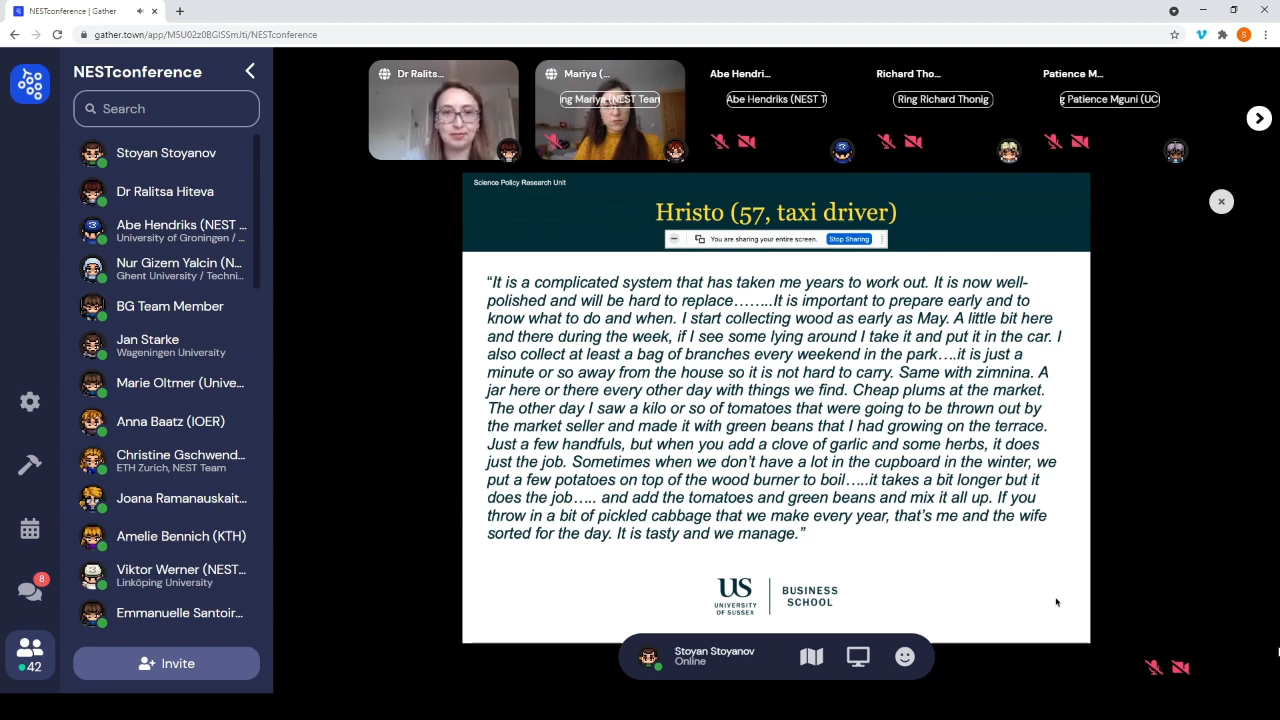 NESTconference | Gather
gather.town/app/M5U02z0BGISSmJti/NESTconference
NESTconference
Search
Stoyan Stoyanov
Dr Ralitsa Hiteva
Abe Hendriks (NEST ...
University of Groningen / ...
Nur Gizem Yalcin (N...
Ghent University / Techni...
BG Team Member
Jan Starke
Wageningen University
Marie Oltmer (Unive...
Anna Baatz (IOER)
Christine Gschwend...
ETH Zurich, NEST Team
Joana Ramanauskait...
Amelie Bennich (KTH)
Viktor Werner (NEST...
Linköping University
Emmanuelle Santoir...
8
42
Invite
Dr Ralits...
Mariya (...
ng Mariya (NEST Tean
Abe Hendri...
Abe Hendriks (NEST T
Richard Tho...
Ring Richard Thonig
Patience M...
g Patience Mguni (UC
Science Policy Research Unit
Hristo (57, taxi driver)
You are sharing your entire screen.
Stop Sharing
“It is a complicated system that has taken me years to work out. It is now well-
polished and will be hard to replace……..It is important to prepare early and to
know what to do and when. I start collecting wood as early as May. A little bit here
and there during the week, if I see some lying around I take it and put it in the car. I
also collect at least a bag of branches every weekend in the park….it is just a
minute or so away from the house so it is not hard to carry. Same with zimnina. A
jar here or there every other day with things we find. Cheap plums at the market.
The other day I saw a kilo or so of tomatoes that were going to be thrown out by
the market seller and made it with green beans that I had growing on the terrace.
Just a few handfuls, but when you add a clove of garlic and some herbs, it does
just the job. Sometimes when we don’t have a lot in the cupboard in the winter, we
put a few potatoes on top of the wood burner to boil…..it takes a bit longer but it
does the job….. and add the tomatoes and green beans and mix it all up. If you
throw in a bit of pickled cabbage that we make every year, that’s me and the wife
sorted for the day. It is tasty and we manage.”
US
UNIVERSITY
OF SUSSEX
BUSINESS
SCHOOL
Stoyan Stoyanov
Online
S